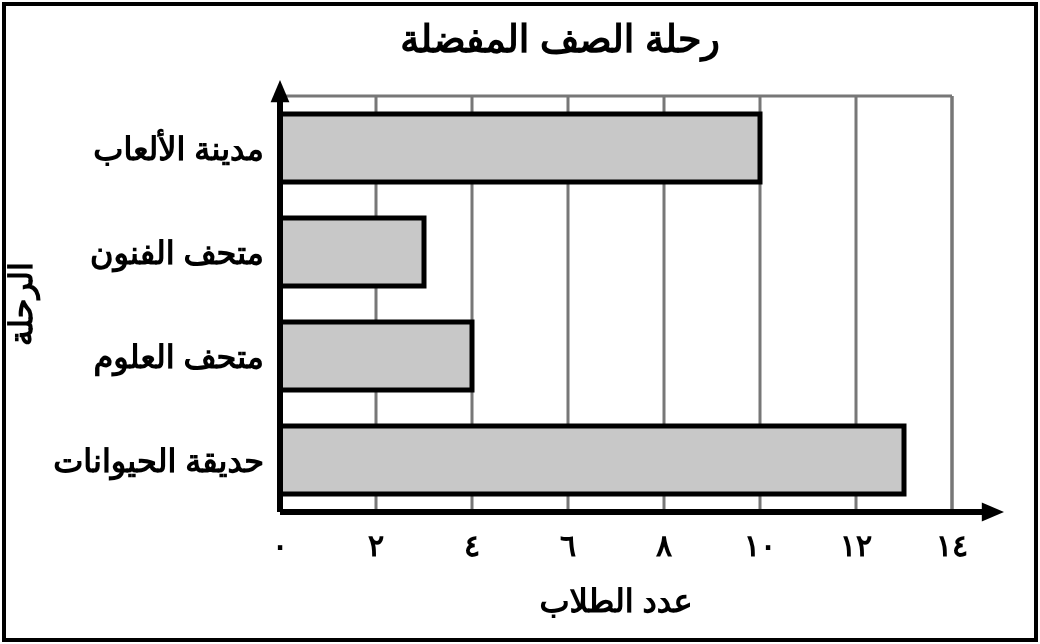 رحلة الصف المفضلة
الرحلة
مدينة الألعاب
متحف الفنون
متحف العلوم
حديقة الحيوانات
٠ ٢ ٤ ٦ ٨ ١٠ ١٢ ١٤
عدد الطلاب